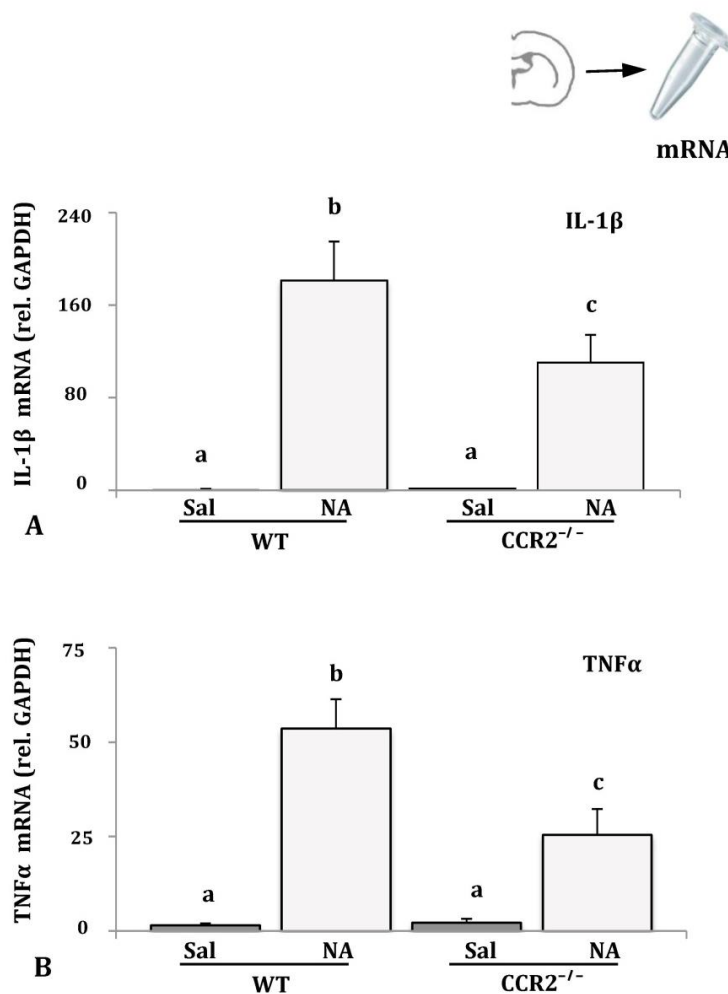 mRNA
IL-1β mRNA (rel. GAPDH)
240
160
80
0
IL-1β
a
b
a
c
Sal NA Sal NA
WT CCR2⁻/⁻
A
TNFα mRNA (rel. GAPDH)
75
50
25
0
TNFα
a
b
a
c
Sal NA Sal NA
WT CCR2⁻/⁻
B